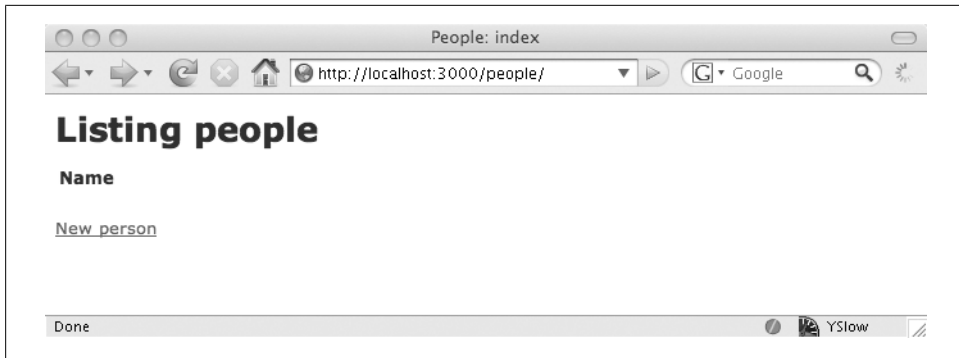 People: index
http://localhost:3000/people/
G Google
Listing people
Name
New person
Done
YSlow